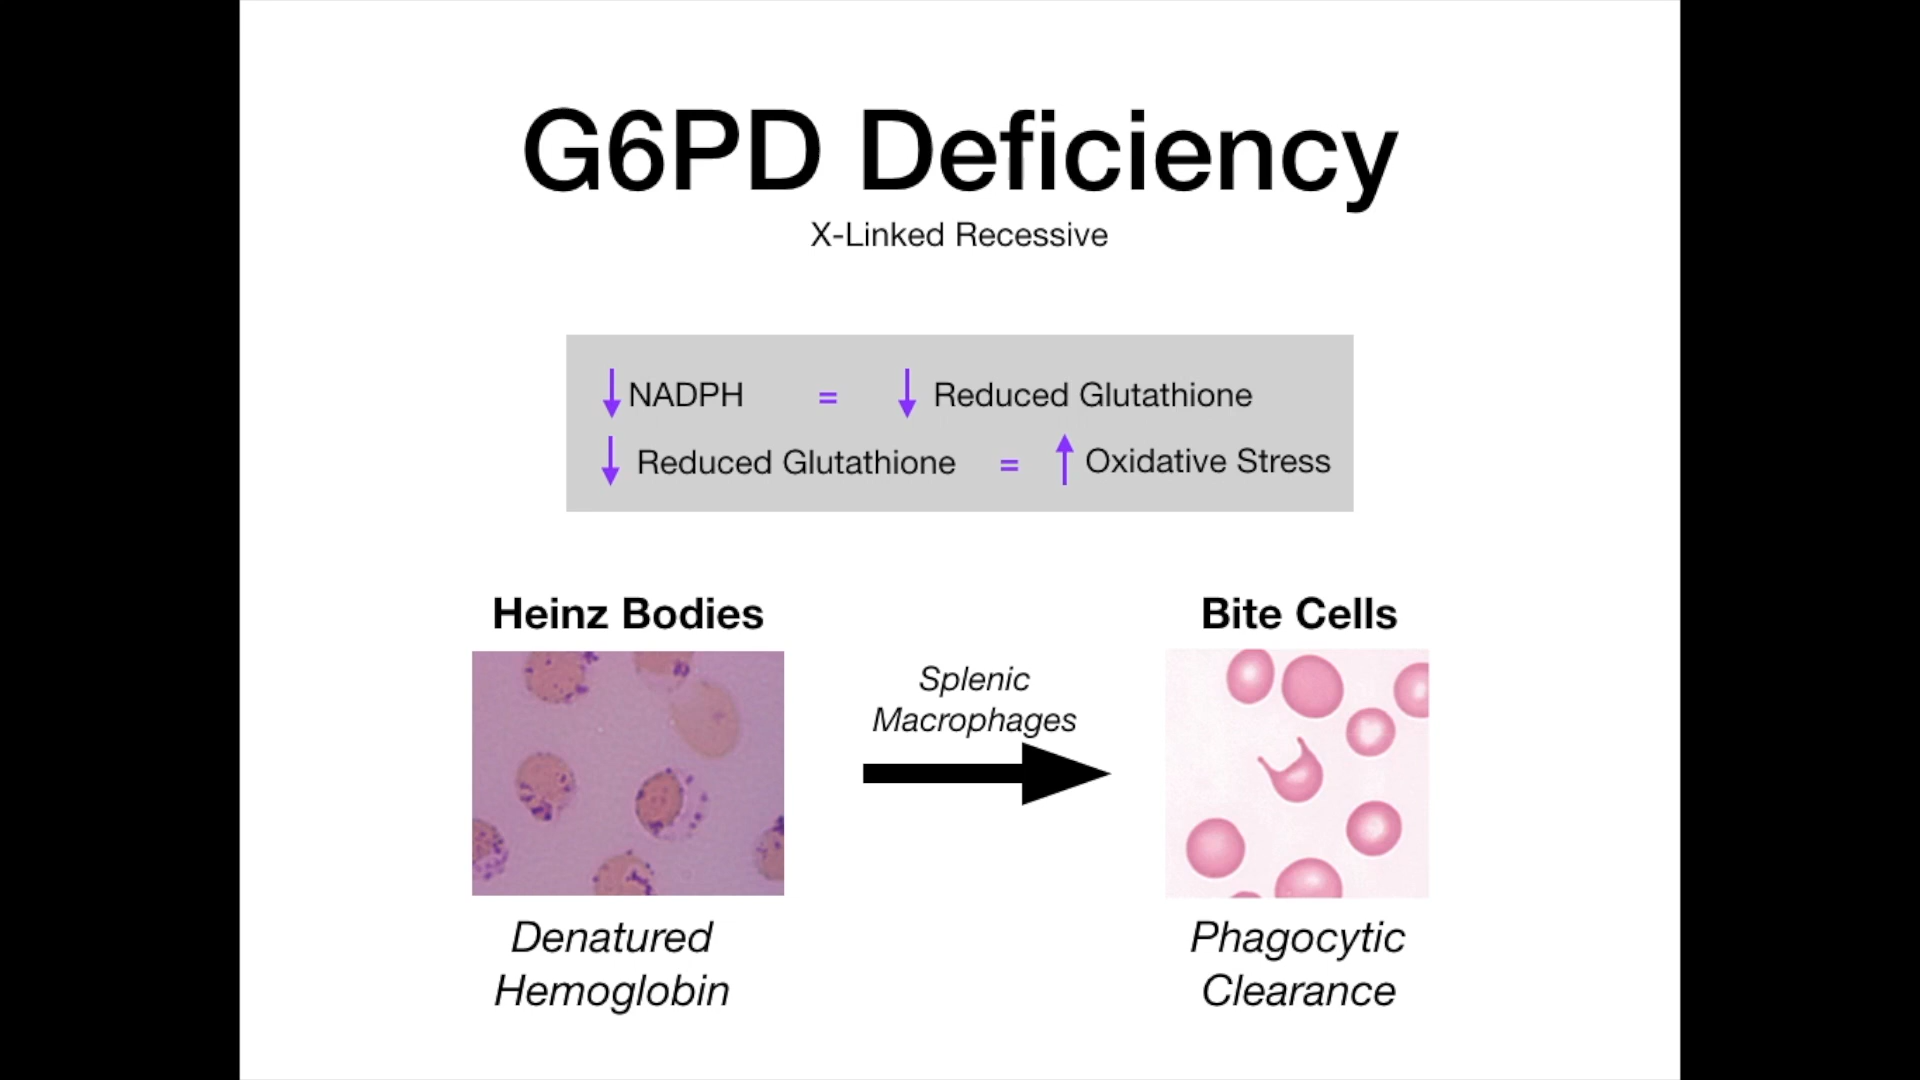 G6PD Deficiency
X-Linked Recessive
↓ NADPH = ↓ Reduced Glutathione
↓ Reduced Glutathione = ↑ Oxidative Stress
Heinz Bodies
Splenic
Macrophages
Bite Cells
Denatured
Hemoglobin
Phagocytic
Clearance